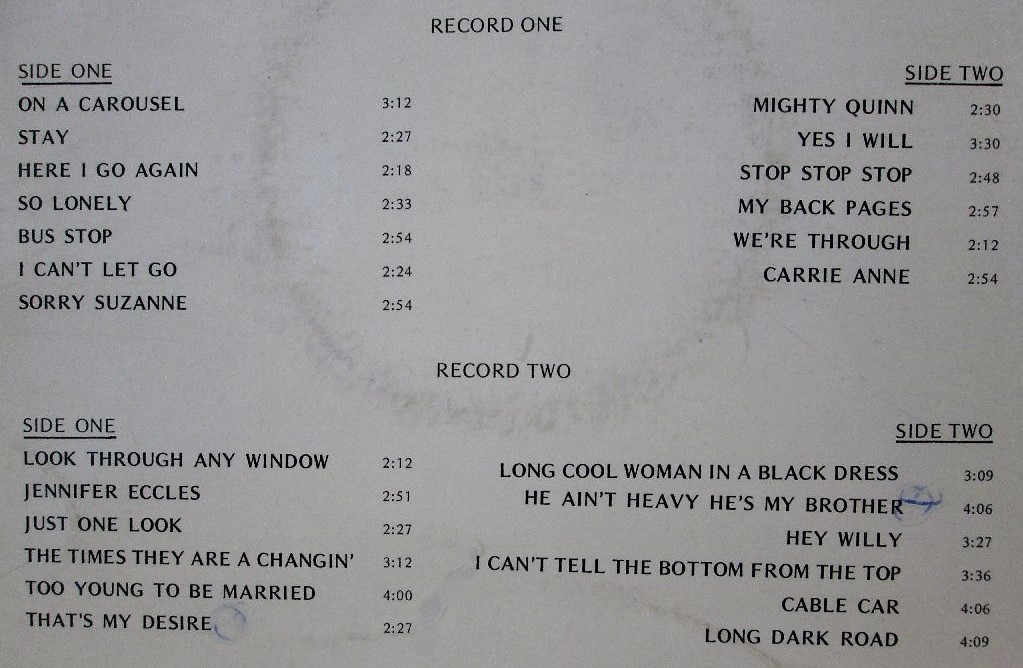 RECORD ONE
SIDE ONE
ON A CAROUSEL 3:12
STAY 2:27
HERE I GO AGAIN 2:18
SO LONELY 2:33
BUS STOP 2:54
I CAN'T LET GO 2:24
SORRY SUZANNE 2:54
SIDE TWO
MIGHTY QUINN 2:30
YES I WILL 3:30
STOP STOP STOP 2:48
MY BACK PAGES 2:57
WE'RE THROUGH 2:12
CARRIE ANNE 2:54
RECORD TWO
SIDE ONE
LOOK THROUGH ANY WINDOW 2:12
JENNIFER ECCLES 2:51
JUST ONE LOOK 2:27
THE TIMES THEY ARE A CHANGIN' 3:12
TOO YOUNG TO BE MARRIED 4:00
THAT'S MY DESIRE 2:27
SIDE TWO
LONG COOL WOMAN IN A BLACK DRESS 3:09
HE AIN'T HEAVY HE'S MY BROTHER 4:06
HEY WILLY 3:27
I CAN'T TELL THE BOTTOM FROM THE TOP 3:36
CABLE CAR 4:06
LONG DARK ROAD 4:09